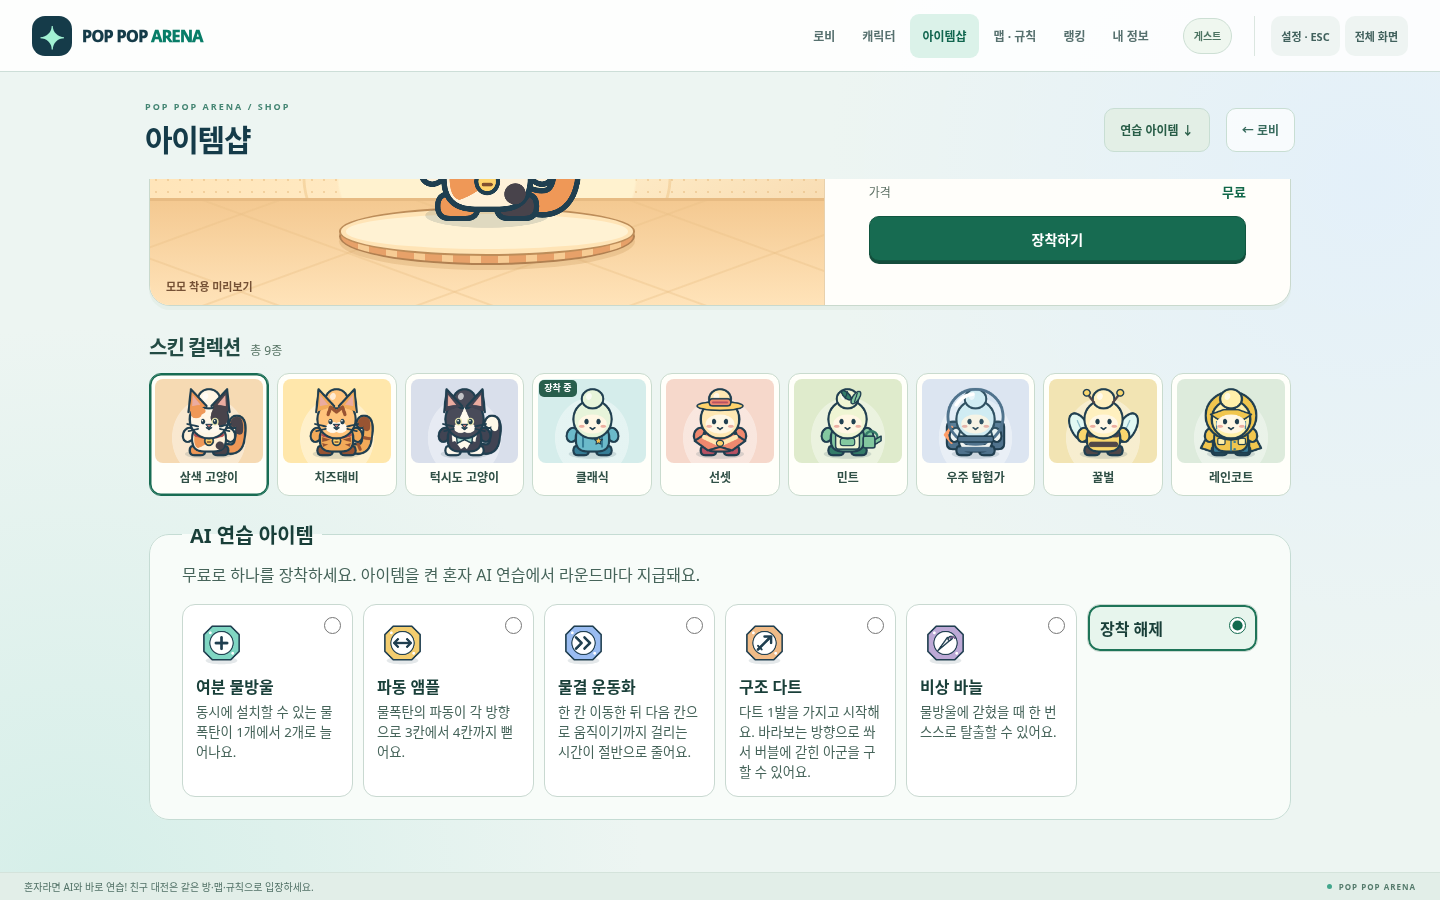 POP POP ARENA
로비
캐릭터
아이템샵
맵 · 규칙
랭킹
내 정보
게스트
설정 · ESC
전체 화면
POP POP ARENA / SHOP
아이템샵
연습 아이템 ↓
← 로비
가격
무료
장착하기
모모 착용 미리보기
스킨 컬렉션 총 9종
장착 중
삼색 고양이
치즈태비
턱시도 고양이
클래식
선셋
민트
우주 탐험가
꿀벌
레인코트
AI 연습 아이템
무료로 하나를 장착하세요. 아이템을 켠 혼자 AI 연습에서 라운드마다 지급돼요.
여분 물방울
동시에 설치할 수 있는 물
폭탄이 1개에서 2개로 늘
어나요.
파동 앰플
물폭탄의 파동이 각 방향
으로 3칸에서 4칸까지 뻗
어요.
물결 운동화
한 칸 이동한 뒤 다음 칸으
로 움직이기까지 걸리는
시간이 절반으로 줄어요.
구조 다트
다트 1발을 가지고 시작해
요. 바라보는 방향으로 쏴
서 버블에 갇힌 아군을 구
할 수 있어요.
비상 바늘
물방울에 갇혔을 때 한 번
스스로 탈출할 수 있어요.
장착 해제
혼자라면 AI와 바로 연습! 친구 대전은 같은 방·맵·규칙으로 입장하세요.
POP POP ARENA